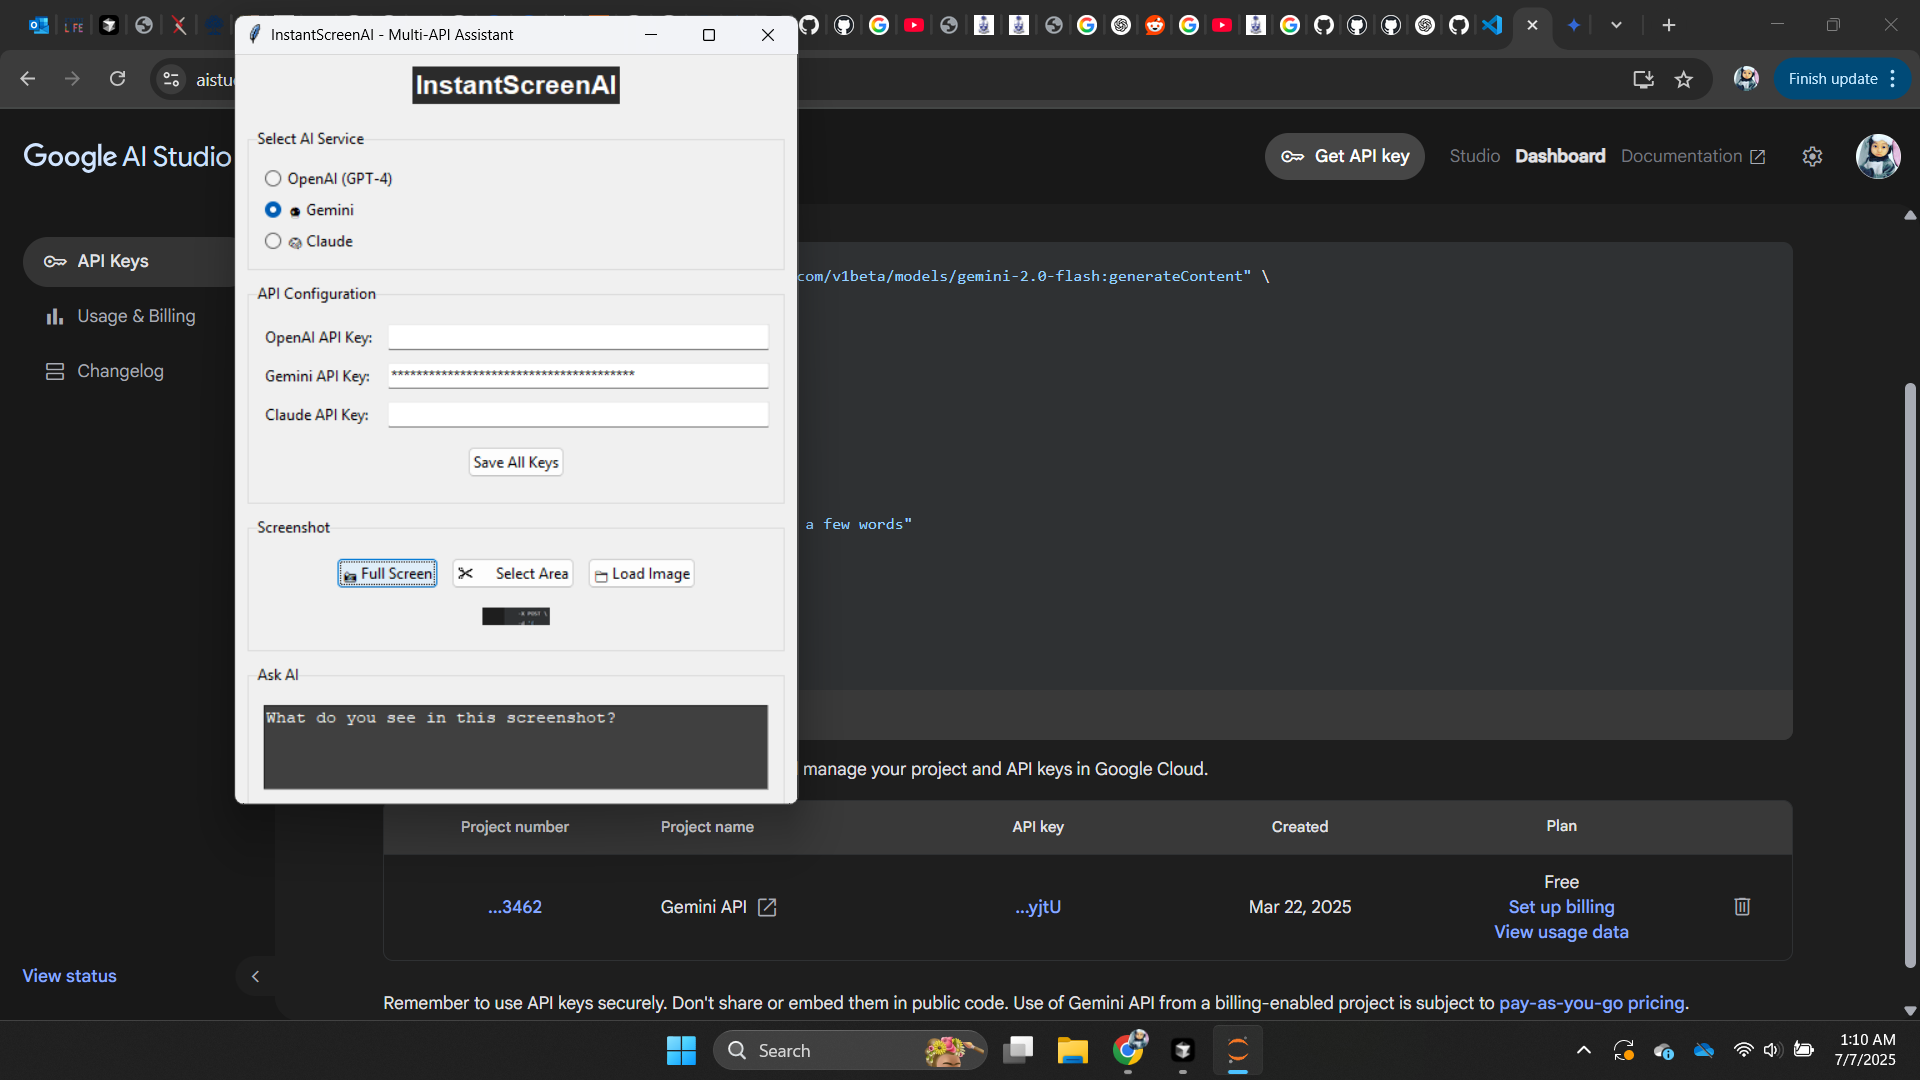 InstantScreenAI - Multi-API Assistant
InstantScreenAI
Select AI Service
OpenAI (GPT-4)
Gemini
Claude
API Configuration
OpenAI API Key:
Gemini API Key: ***************************************
Claude API Key:
Save All Keys
Screenshot
Full Screen
Select Area
Load Image
-X POST \
Ask AI
What do you see in this screenshot?
Finish update
Google AI Studio
Get API key
Studio
Dashboard
Documentation
API Keys
Usage & Billing
Changelog
View status
com/v1beta/models/gemini-2.0-flash:generateContent" \
a few words"
manage your project and API keys in Google Cloud.
Project number Project name API key Created Plan
...3462 Gemini API ...yjtU Mar 22, 2025 Free
Set up billing
View usage data
Remember to use API keys securely. Don't share or embed them in public code. Use of Gemini API from a billing-enabled project is subject to pay-as-you-go pricing.
Search
1:10 AM
7/7/2025